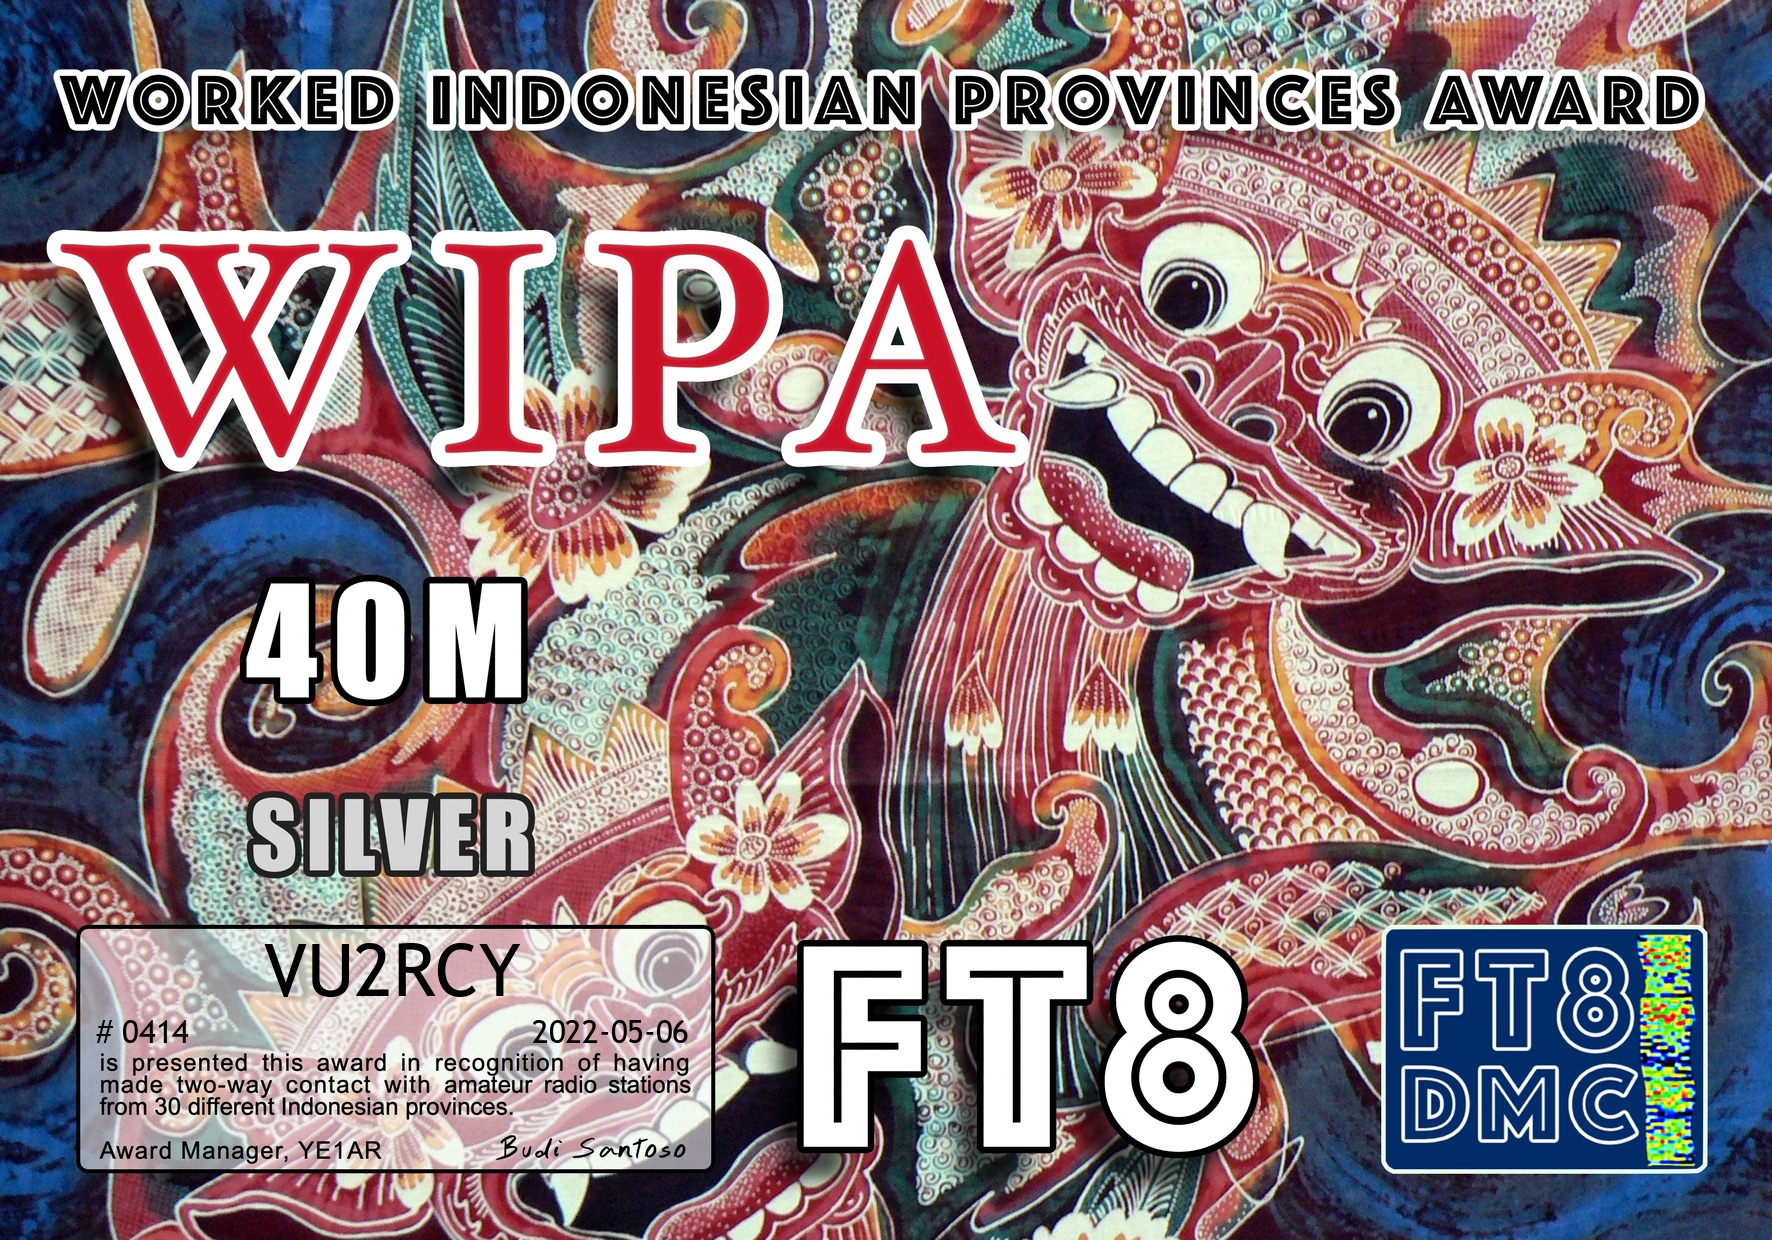 WORKED INDONESIAN PROVINCES AWARD
WIPA
40M
SILVER
VU2RCY
# 0414 2022-05-06
is presented this award in recognition of having
made two-way contact with amateur radio stations
from 30 different Indonesian provinces.
Award Manager, YE1AR Budi Santoso
FT8
FT8
DMC